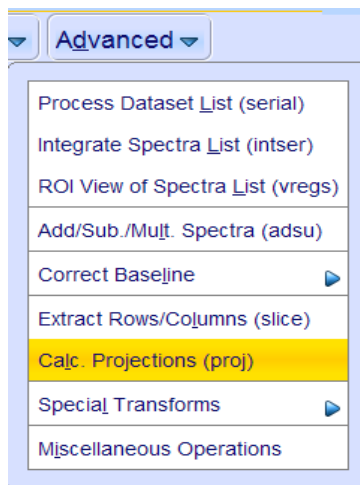 Advanced
Process Dataset List (serial)
Integrate Spectra List (intser)
ROI View of Spectra List (vregs)
Add/Sub./Mult. Spectra (adsu)
Correct Baseline
Extract Rows/Columns (slice)
Calc. Projections (proj)
Special Transforms
Miscellaneous Operations